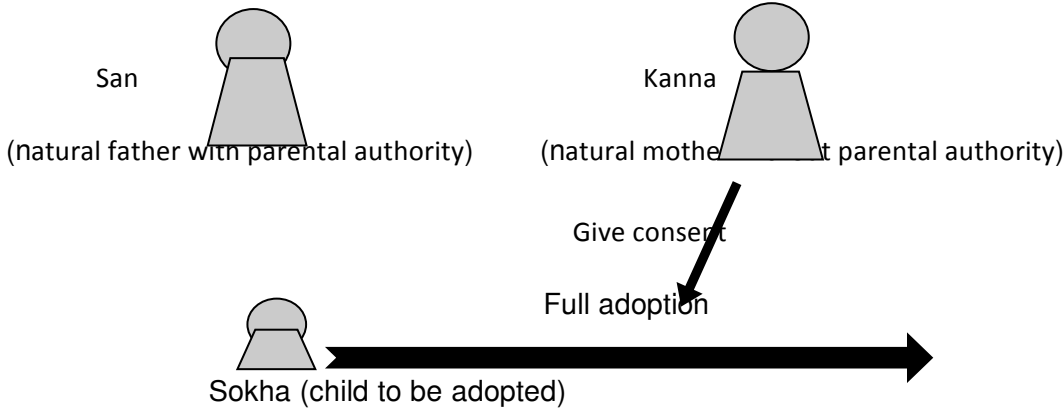 San
Kanna
(natural father with parental authority)
(natural mothe t parental authority)
Give consent
Full adoption
Sokha (child to be adopted)